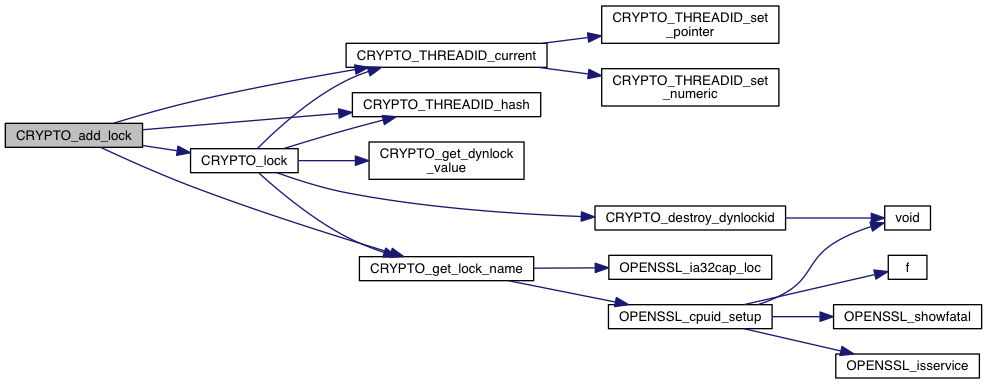 CRYPTO_THREADID_set
_pointer
CRYPTO_THREADID_current
CRYPTO_THREADID_set
_numeric
CRYPTO_THREADID_hash
CRYPTO_add_lock
CRYPTO_lock
CRYPTO_get_dynlock
_value
CRYPTO_destroy_dynlockid
void
CRYPTO_get_lock_name
OPENSSL_ia32cap_loc
f
OPENSSL_cpuid_setup
OPENSSL_showfatal
OPENSSL_isservice